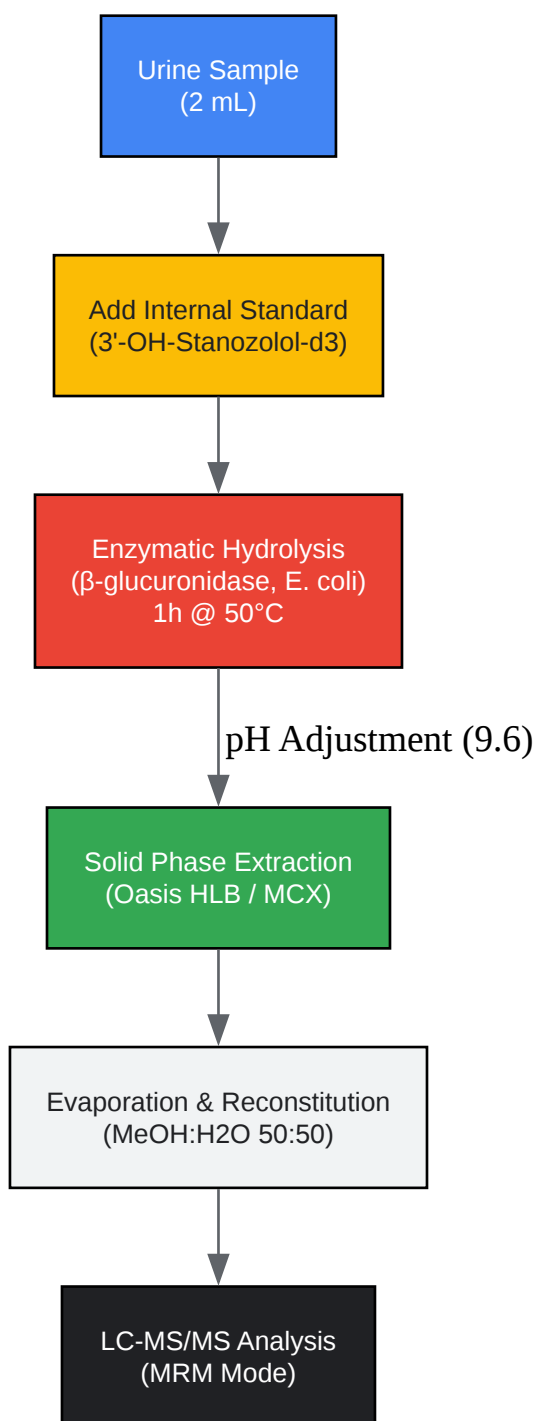 Urine Sample
(2 mL)
Add Internal Standard
(3'-OH-Stanozolol-d3)
Enzymatic Hydrolysis
(β-glucuronidase, E. coli)
1h @ 50°C
pH Adjustment (9.6)
Solid Phase Extraction
(Oasis HLB / MCX)
Evaporation & Reconstitution
(MeOH:H2O 50:50)
LC-MS/MS Analysis
(MRM Mode)